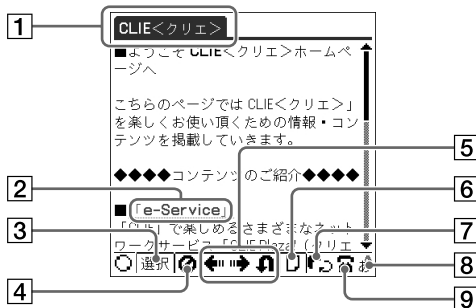 CLIE<クリエ>
■ようこそ CLIE<クリエ>ホームペ
ージへ
こちらのページでは CLIE<クリエ>」
を楽しくお使い頂くための情報・コン
テンツを掲載していきます。
◆◆◆◆コンテンツのご紹介◆◆◆◆
■「e-Service」
「CLIE」で楽しめるさまざまなネット
ワークサービス「CLIE Plaza」（クリエ
選択
あ
1
2
3
4
5
6
7
8
9